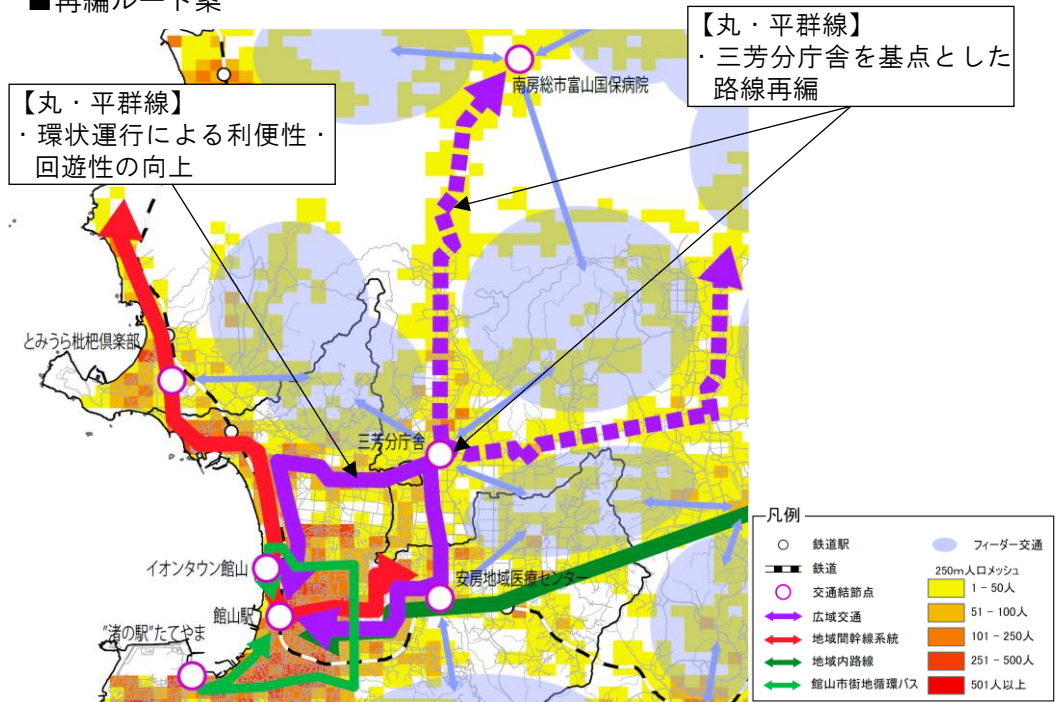 ■再編ルート案
【丸・平群線】
・三芳分庁舎を基点とした
路線再編
【丸・平群線】
・環状運行による利便性・
回遊性の向上
南房総市富山国保病院
とみうら枇杷倶楽部
三芳分庁舎
イオンタウン館山
安房地域医療センター
館山駅
"渚の駅"たてやま
凡例
鉄道駅
鉄道
交通結節点
広域交通
地域間幹線系統
地域内路線
館山市街地循環バス
フィーダー交通
250m人口メッシュ
1-50人
51-100人
101-250人
251-500人
501人以上